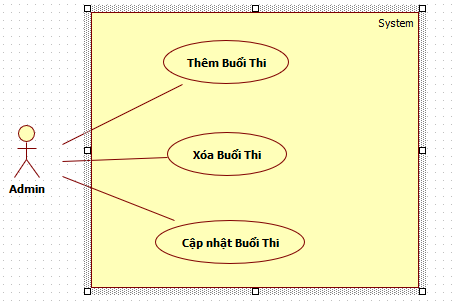 System
Thêm Buổi Thi
Xóa Buổi Thi
Admin
Cập nhật Buổi Thi